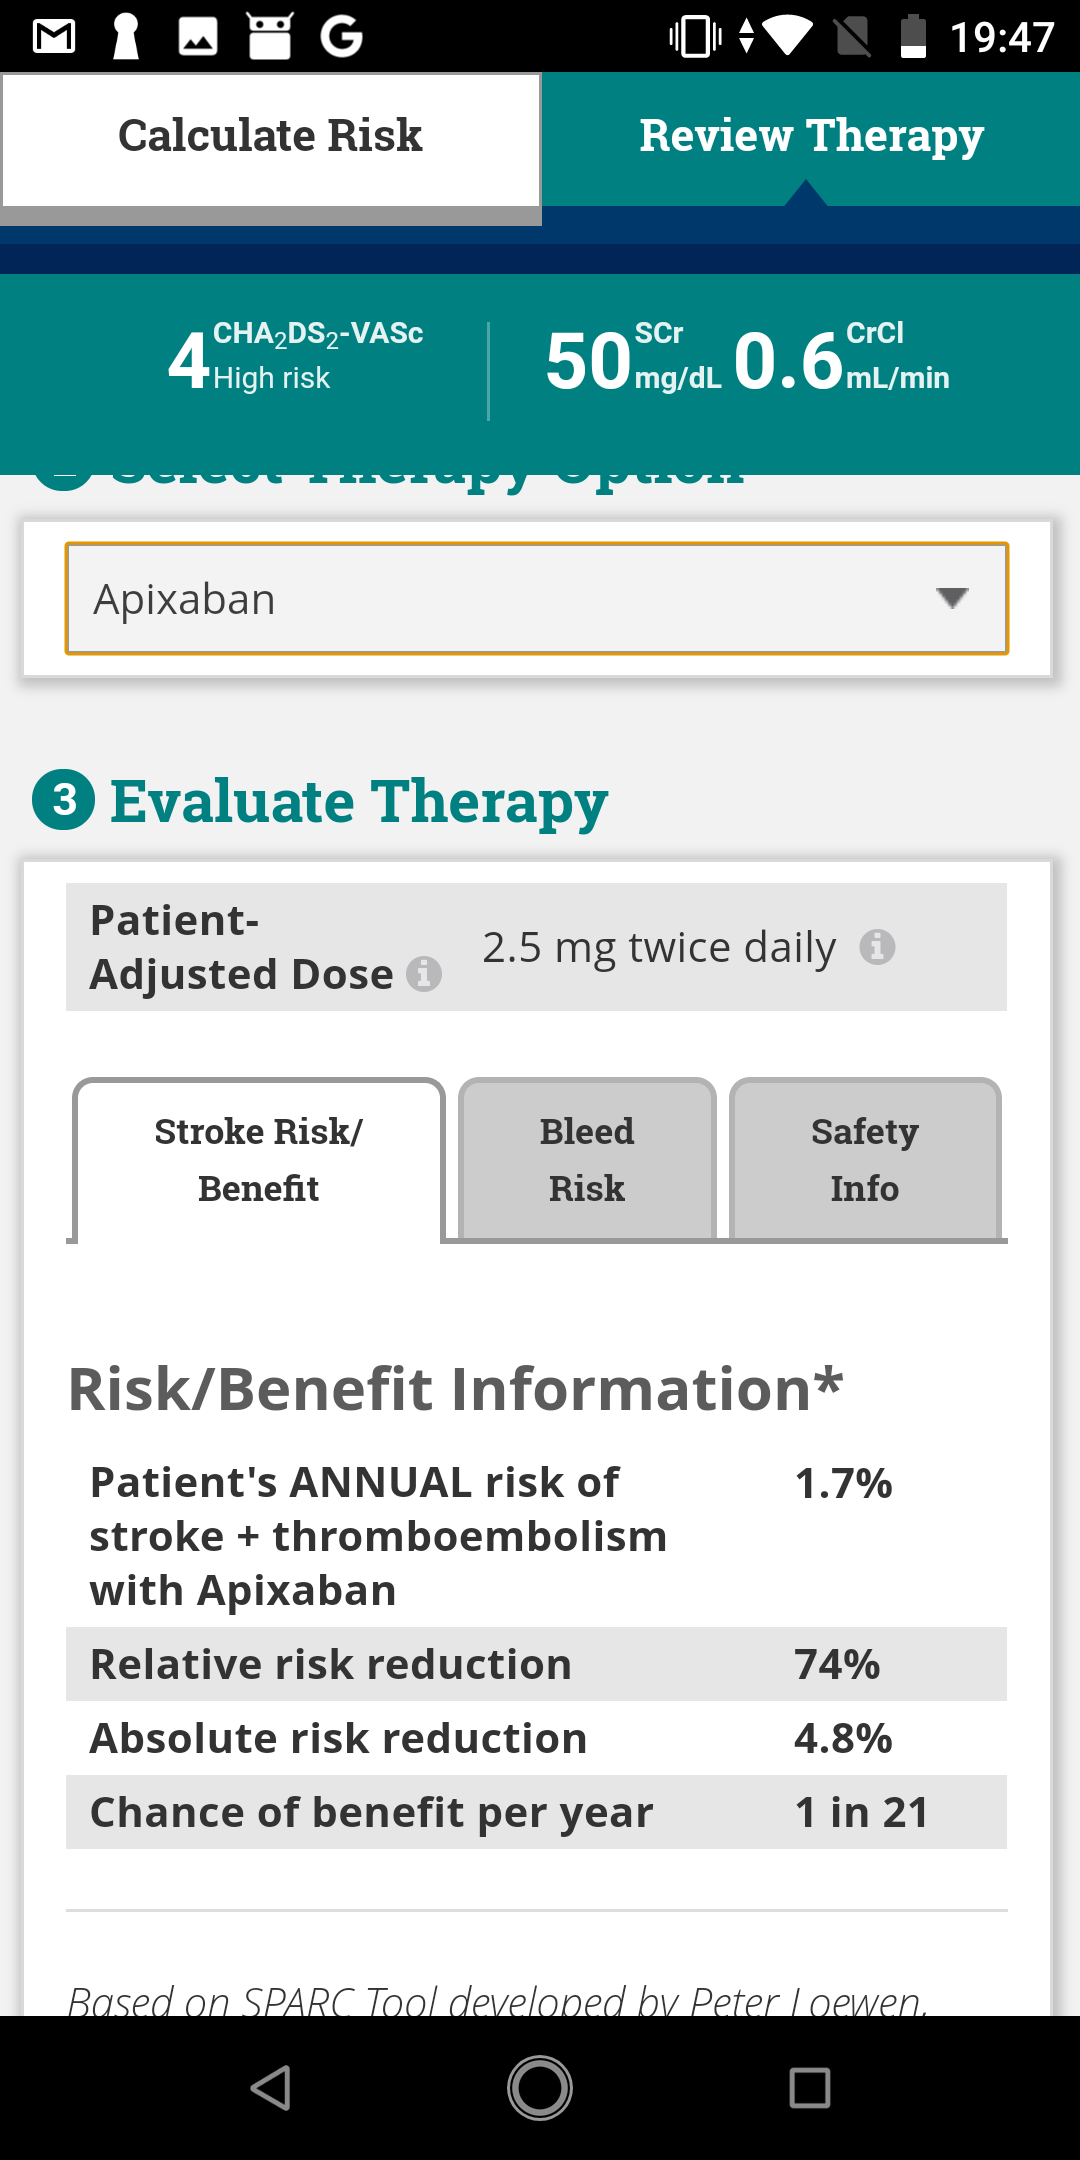 19:47
Calculate Risk
Review Therapy
4 CHA2DS2-VASc
High risk
50 SCr
mg/dL
0.6 CrCl
mL/min
Select Therapy Option
Apixaban
3 Evaluate Therapy
Patient-
Adjusted Dose
2.5 mg twice daily
Stroke Risk/
Benefit
Bleed
Risk
Safety
Info
Risk/Benefit Information*
Patient's ANNUAL risk of
stroke + thromboembolism
with Apixaban
1.7%
Relative risk reduction 74%
Absolute risk reduction 4.8%
Chance of benefit per year 1 in 21
Based on SPARC Tool developed by Peter Loewen,